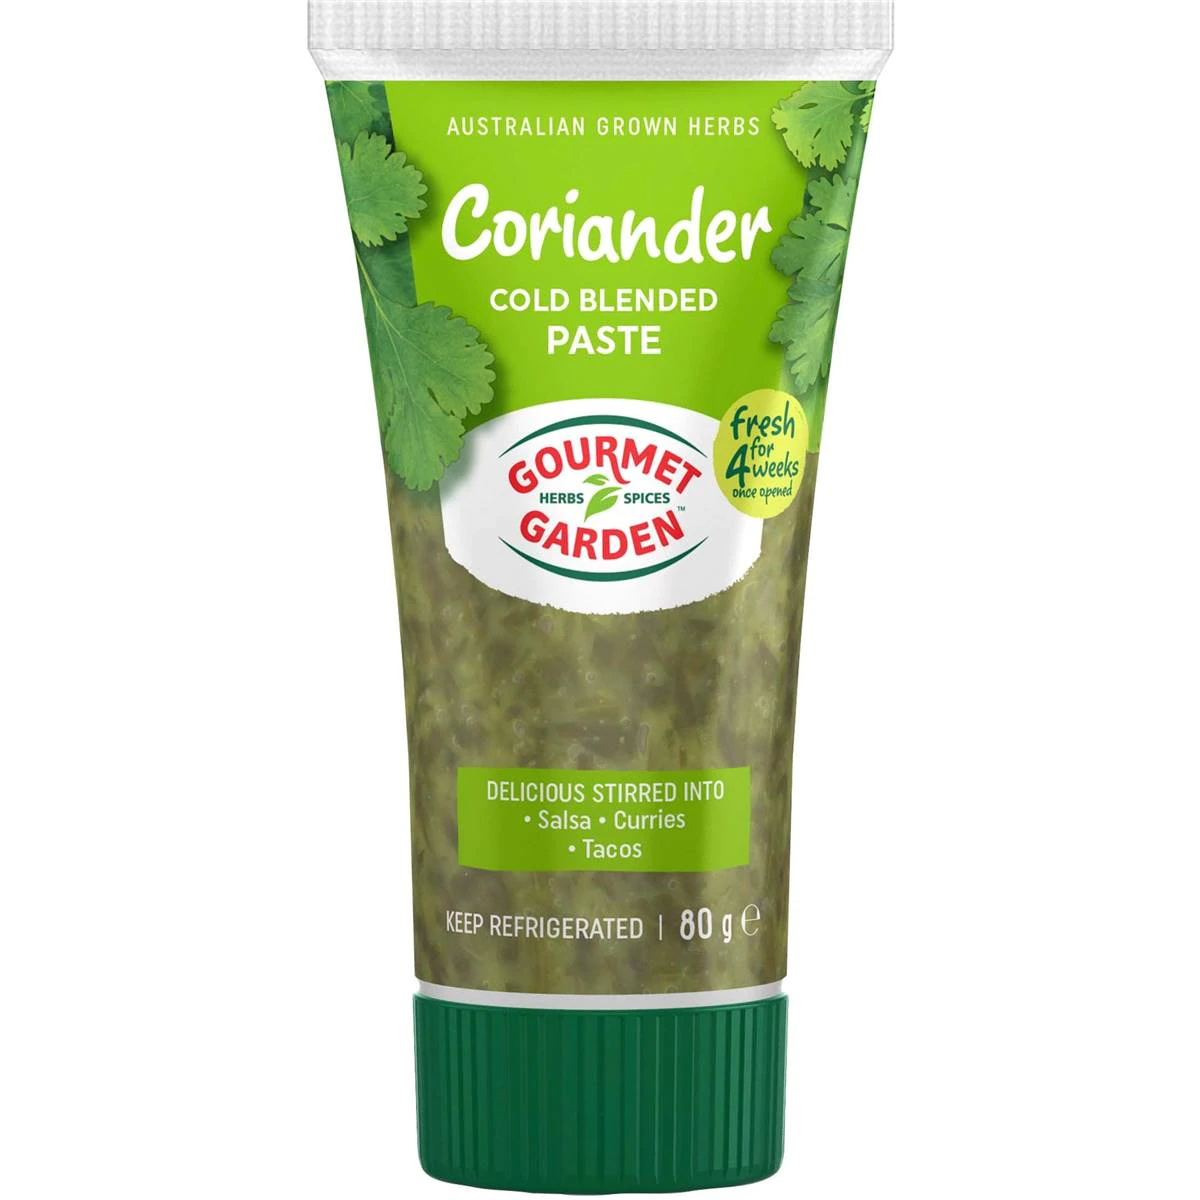 AUSTRALIAN GROWN HERBS
Coriander
COLD BLENDED
PASTE
fresh
for
4 weeks
once opened
GOURMET
HERBS SPICES
GARDEN™
DELICIOUS STIRRED INTO
• Salsa • Curries
• Tacos
KEEP REFRIGERATED | 80 g ℮